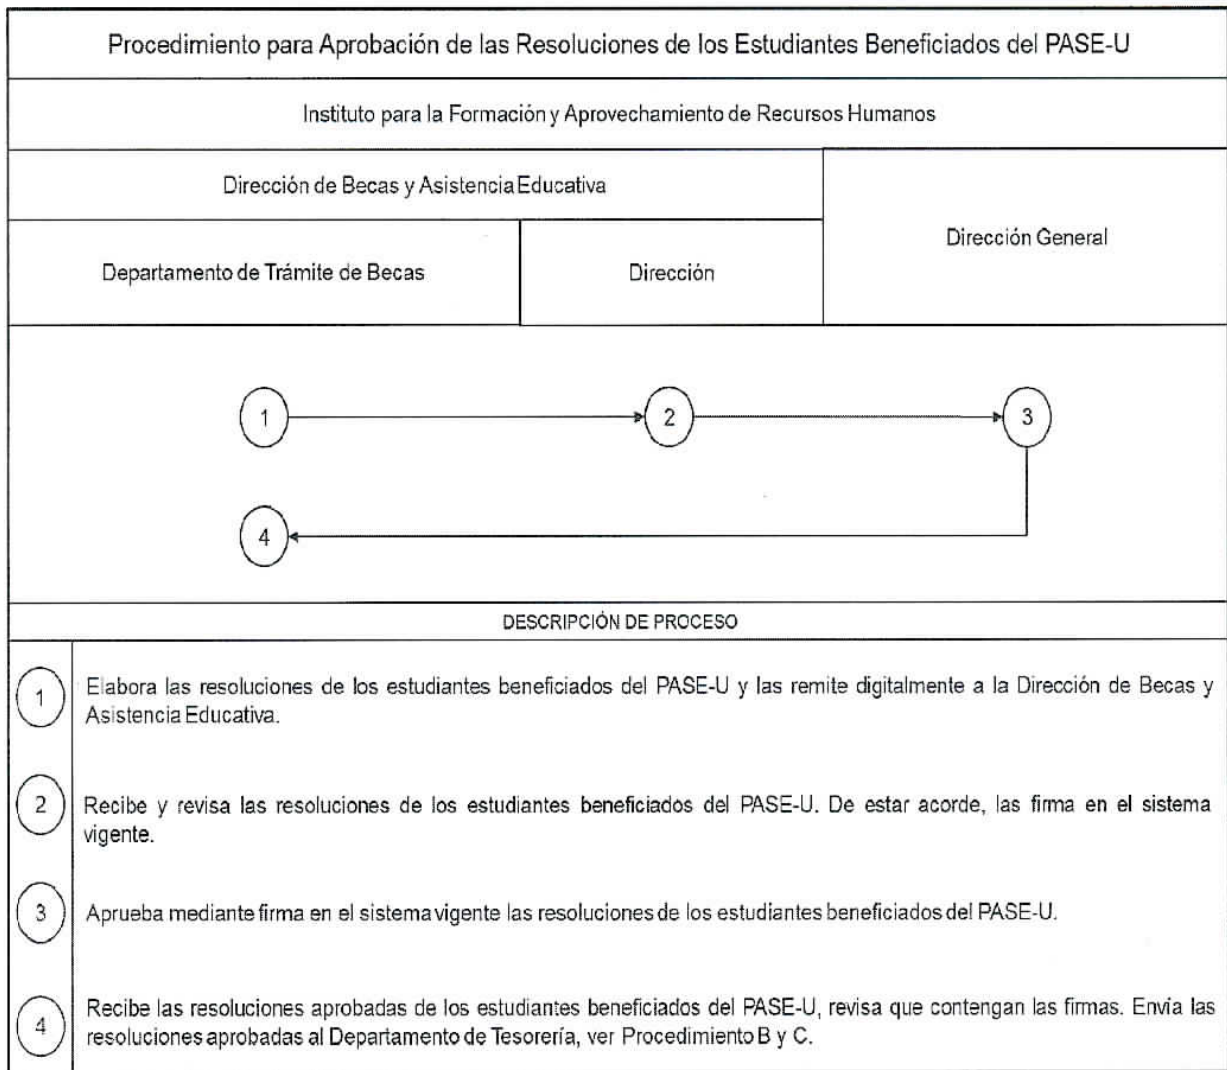 Procedimiento para Aprobación de las Resoluciones de los Estudiantes Beneficiados del PASE-U
Instituto para la Formación y Aprovechamiento de Recursos Humanos
Dirección de Becas y Asistencia Educativa
Dirección General
Departamento de Trámite de Becas
Dirección
1
2
3
4
DESCRIPCIÓN DE PROCESO
1
Elabora las resoluciones de los estudiantes beneficiados del PASE-U y las remite digitalmente a la Dirección de Becas y
Asistencia Educativa.
2
Recibe y revisa las resoluciones de los estudiantes beneficiados del PASE-U. De estar acorde, las firma en el sistema
vigente.
3
Aprueba mediante firma en el sistema vigente las resoluciones de los estudiantes beneficiados del PASE-U.
4
Recibe las resoluciones aprobadas de los estudiantes beneficiados del PASE-U, revisa que contengan las firmas. Envía las
resoluciones aprobadas al Departamento de Tesorería, ver Procedimiento B y C.